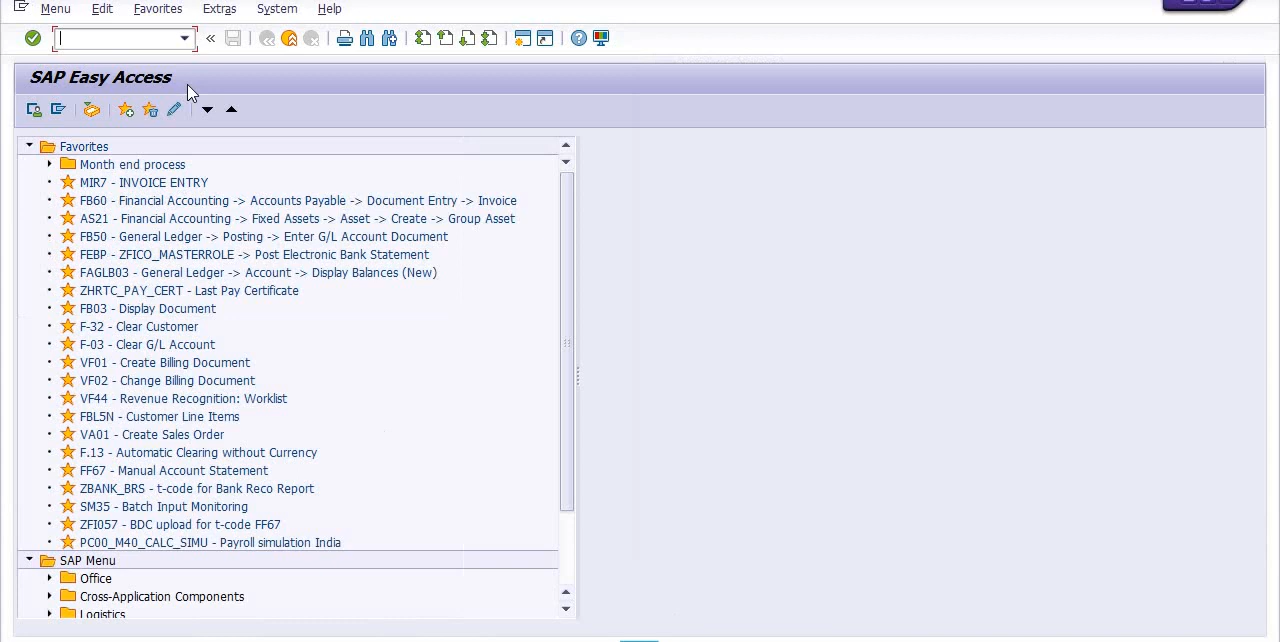 Menu Edit Favorites Extras System Help
SAP Easy Access
Favorites
Month end process
MIR7 - INVOICE ENTRY
FB60 - Financial Accounting -> Accounts Payable -> Document Entry -> Invoice
AS21 - Financial Accounting -> Fixed Assets -> Asset -> Create -> Group Asset
FB50 - General Ledger -> Posting -> Enter G/L Account Document
FEBP - ZFICO_MASTERROLE -> Post Electronic Bank Statement
FAGLB03 - General Ledger -> Account -> Display Balances (New)
ZHRTC_PAY_CERT - Last Pay Certificate
FB03 - Display Document
F-32 - Clear Customer
F-03 - Clear G/L Account
VF01 - Create Billing Document
VF02 - Change Billing Document
VF44 - Revenue Recognition: Worklist
FBL5N - Customer Line Items
VA01 - Create Sales Order
F.13 - Automatic Clearing without Currency
FF67 - Manual Account Statement
ZBANK_BRS - t-code for Bank Reco Report
SM35 - Batch Input Monitoring
ZFI057 - BDC upload for t-code FF67
PC00_M40_CALC_SIMU - Payroll simulation India
SAP Menu
Office
Cross-Application Components
Logistics